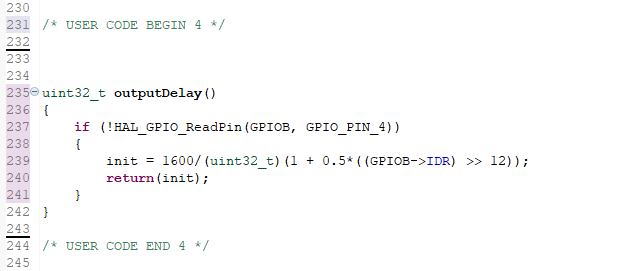 230
231 /* USER CODE BEGIN 4 */
232
233
234
235 uint32_t outputDelay()
236 {
237     if (!HAL_GPIO_ReadPin(GPIOB, GPIO_PIN_4))
238     {
239         init = 1600/(uint32_t)(1 + 0.5*((GPIOB->IDR) >> 12));
240         return(init);
241     }
242 }
243
244 /* USER CODE END 4 */
245